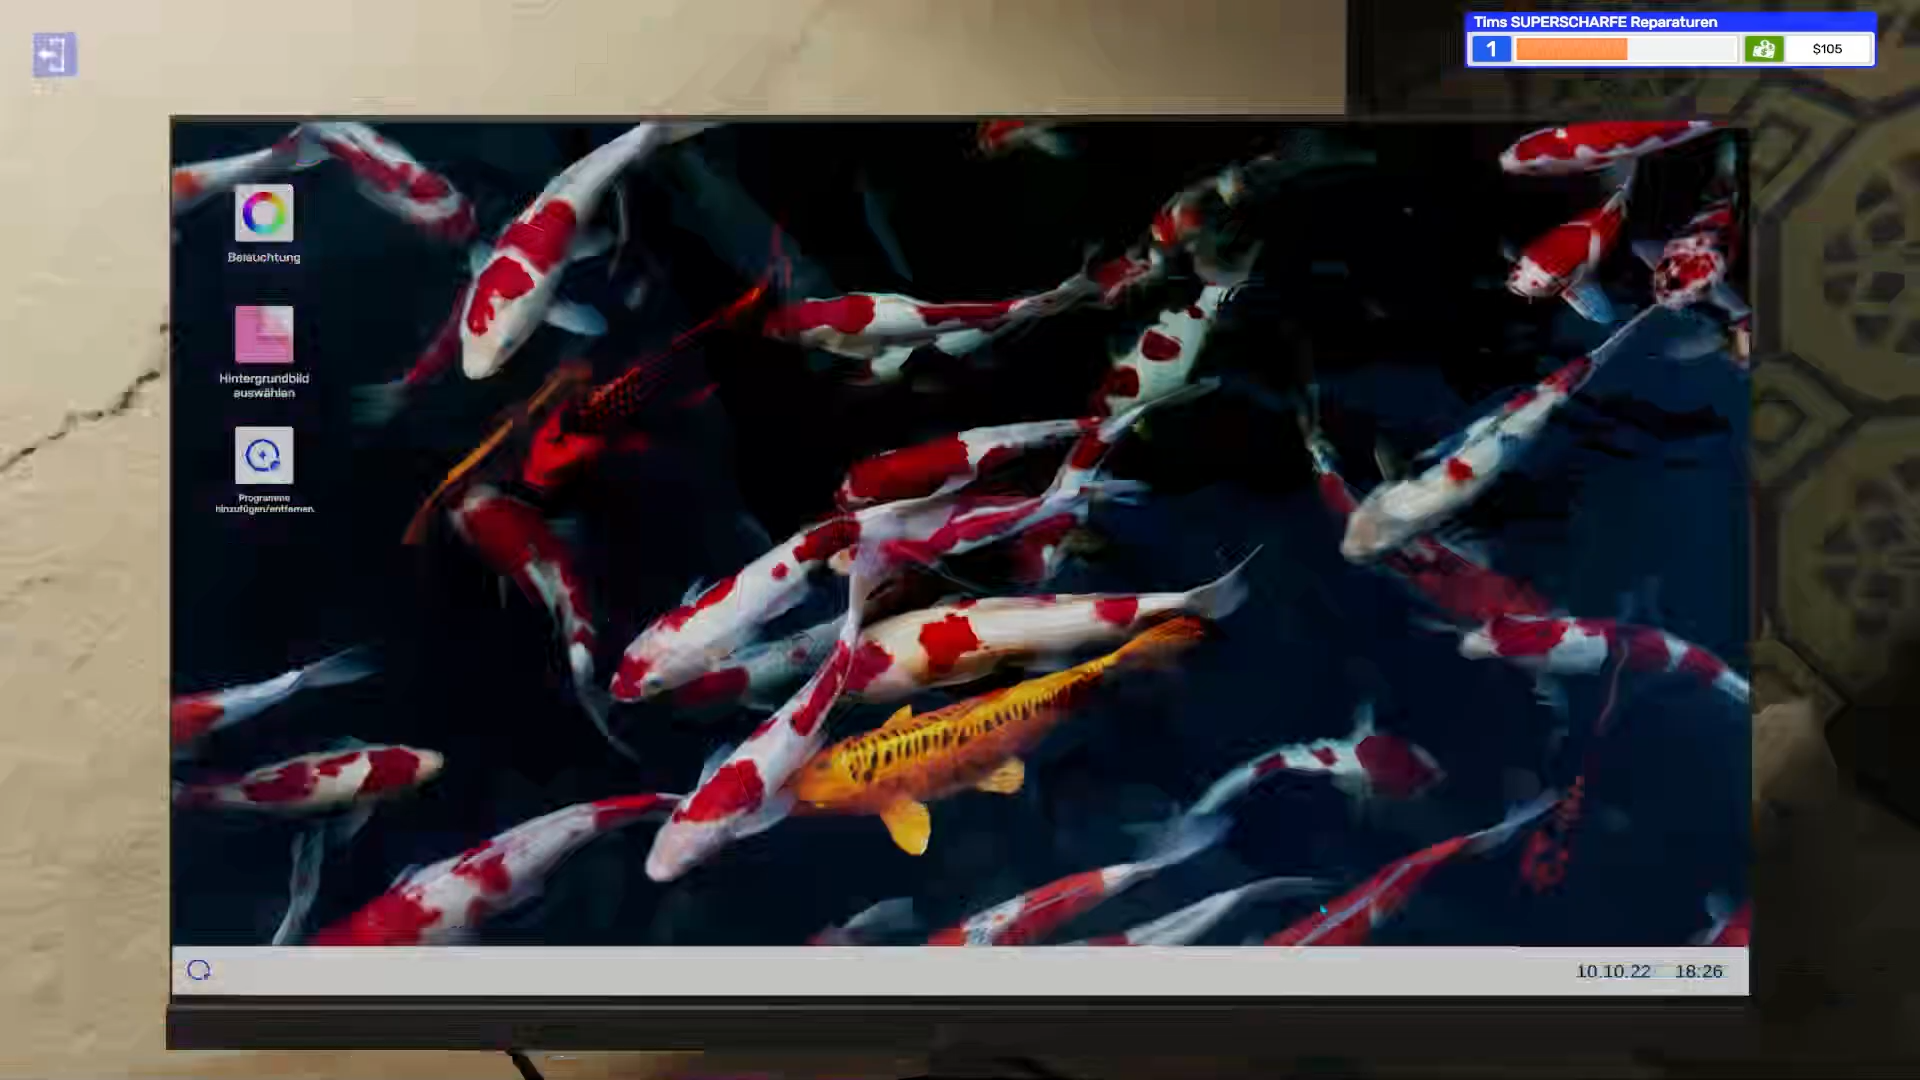 Tims SUPERSCHARFE Reparaturen
1
$105
Beleuchtung
Hintergrundbild
auswählen
Programme
hinzufügen/entfernen
10.10.22 18:26